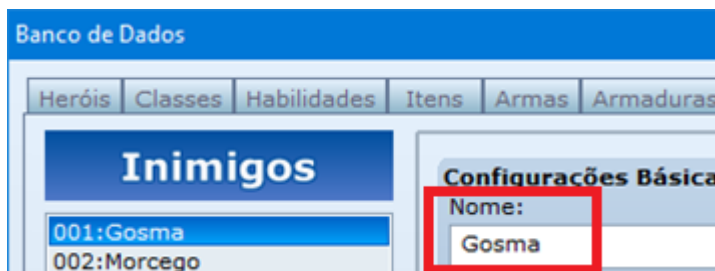 Banco de Dados
Heróis Classes Habilidades Itens Armas Armaduras
Inimigos
001:Gosma
002:Morcego
Configurações Básica
Nome:
Gosma